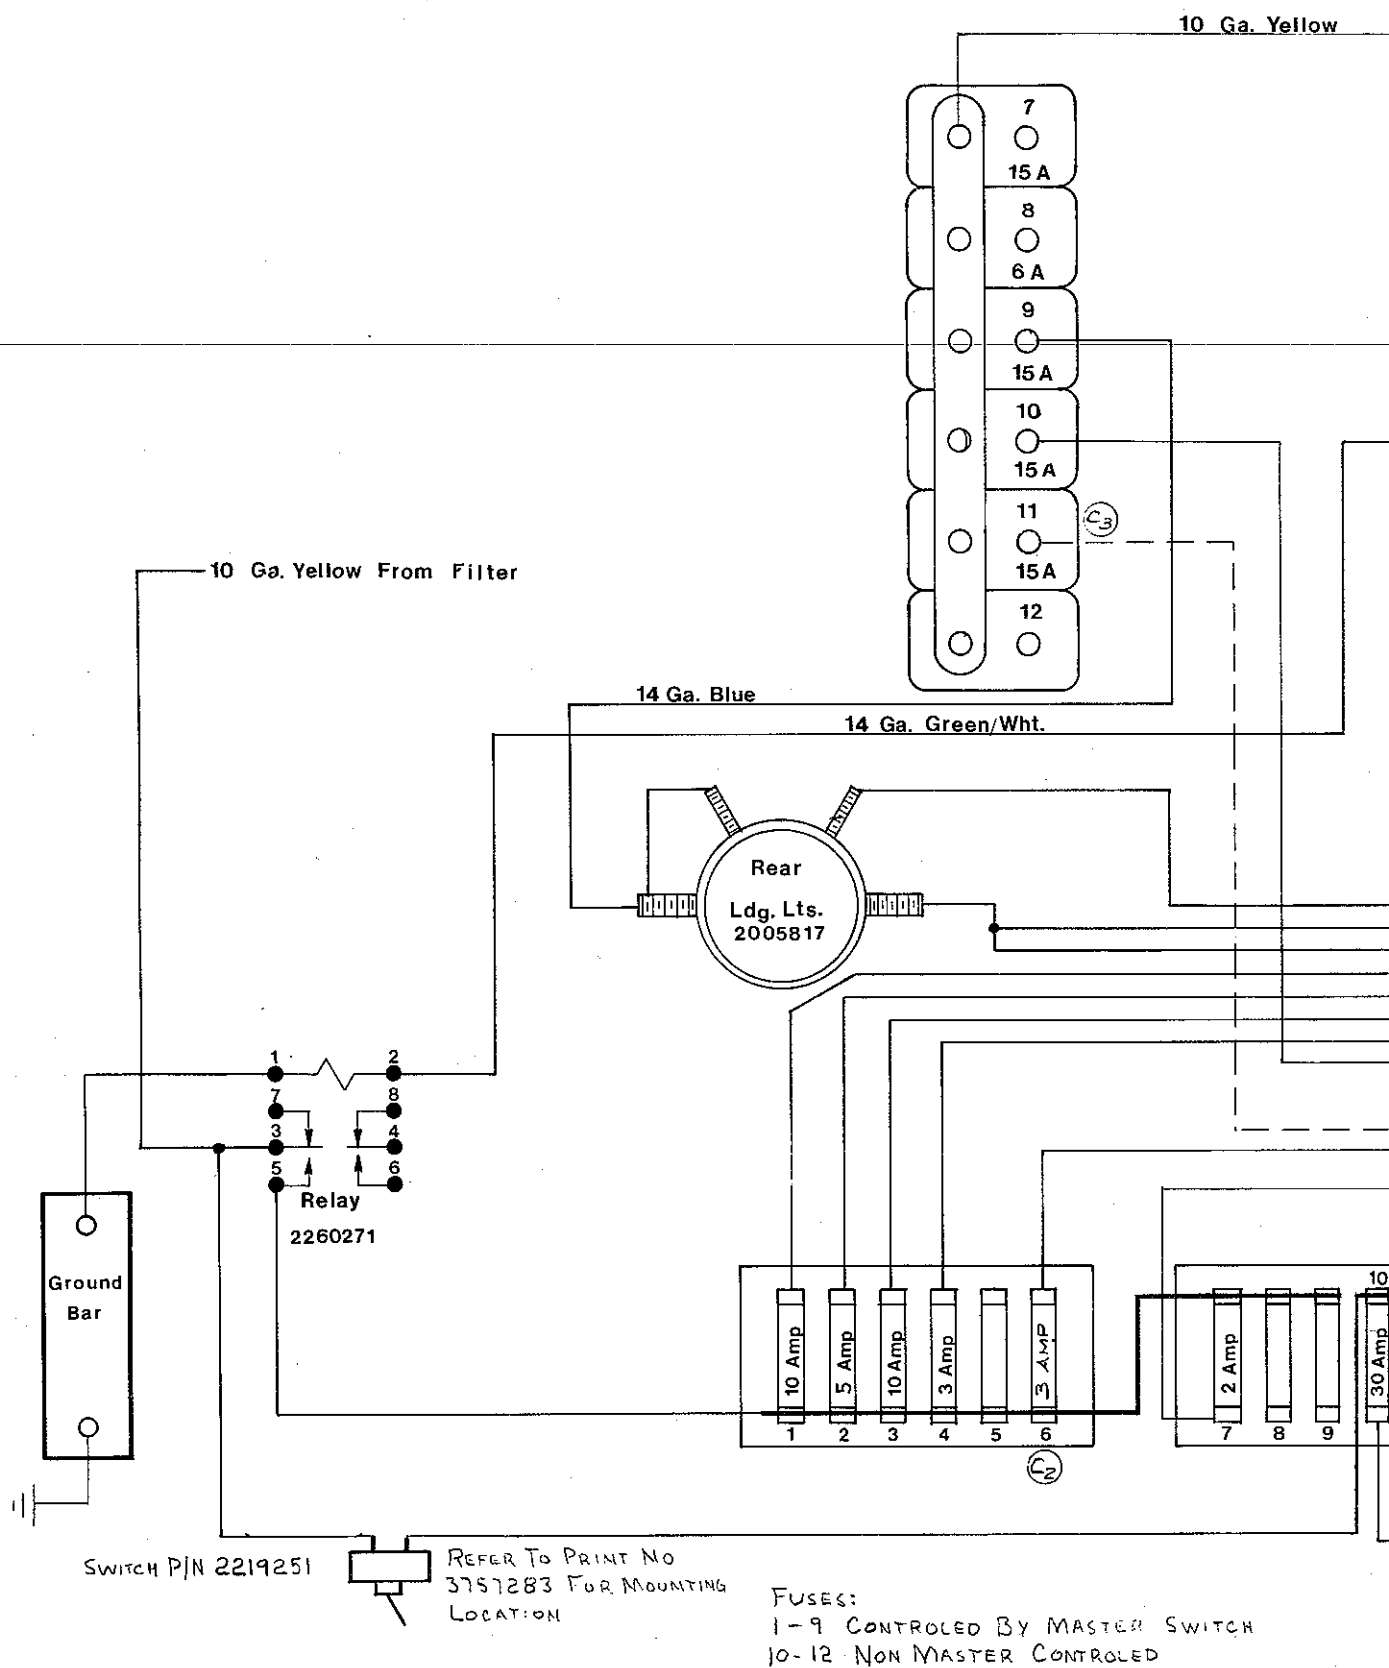 10 Ga. Yellow
7
15 A
8
6 A
9
15 A
10
15 A
11
C3
15 A
12
10 Ga. Yellow From Filter
14 Ga. Blue
14 Ga. Green/Wht.
Rear
Ldg. Lts.
2005817
1 2
7 8
3 4
5 6
Relay
2260271
Ground
Bar
10
10 Amp
5 Amp
10 Amp
3 Amp
3 AMP
2 Amp
30 Amp
1 2 3 4 5 6 7 8 9
C2
SWITCH P/N 2219251
REFER TO PRINT NO
3757283 FOR MOUNTING
LOCATION
FUSES:
1-9 CONTROLED BY MASTER SWITCH
10-12 NON MASTER CONTROLED